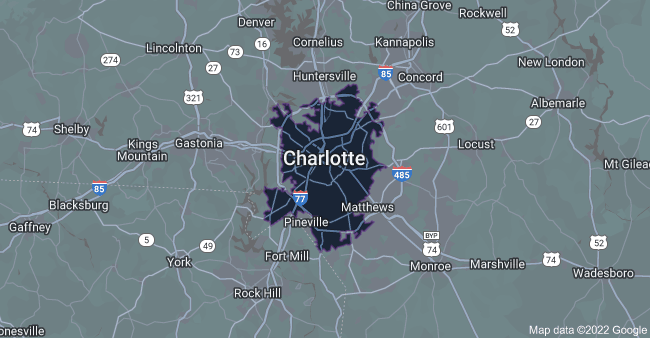 China Grove
Rockwell
Denver
52
Lincolnton
16
Cornelius
Kannapolis
73
274
27
Huntersville
85
Concord
New London
321
Albemarle
74
Shelby
Kings
Mountain
Gastonia
Charlotte
601
27
Locust
Mt Gilea
85
485
77
Blacksburg
Matthews
Gaffney
Pineville
5
49
BYP
74
52
York
Fort Mill
Monroe
Marshville
74
Wadesboro
Rock Hill
onesville
Map data ©2022 Google